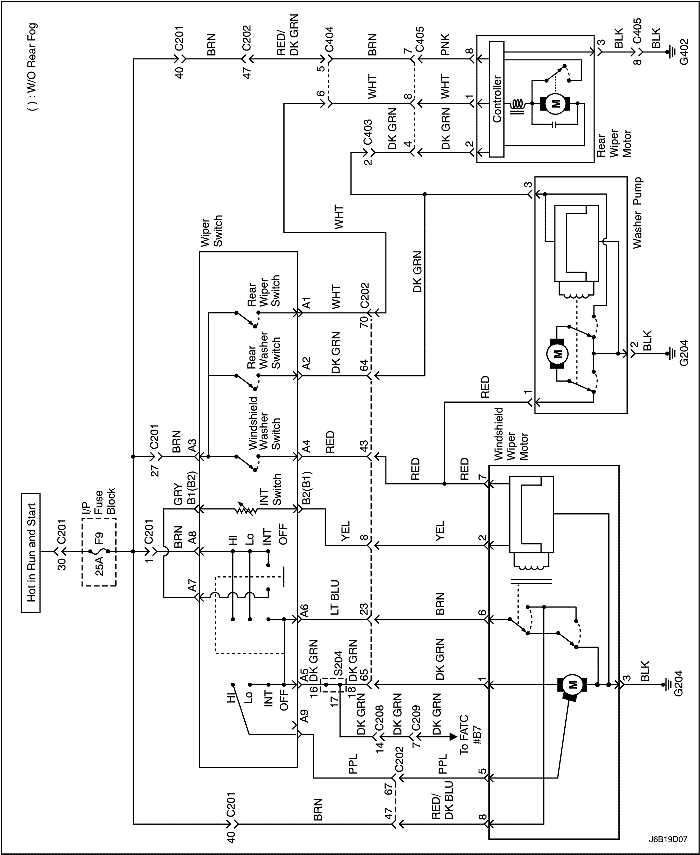 ( ) : W/O Rear Fog
Hot in Run and Start
30
C201
I/P
Fuse
Block
F9
25A
40
C201
BRN
47
C202
RED/
DK GRN
5
C404
BRN
7
C405
PNK
8
6
WHT
8
WHT
1
2
C403
DK GRN
4
DK GRN
2
Controller
M
Rear
Wiper
Motor
3
BLK
8
C405
BLK
G402
27
C201
BRN
A3
Wiper
Switch
Rear
Wiper
Switch
A1
WHT
70
C202
WHT
Rear
Washer
Switch
A2
DK GRN
64
DK GRN
Windshield
Washer
Switch
A4
RED
43
RED
RED
RED
3
Washer Pump
M
1
2
BLK
G204
1
C201
BRN
A8
GRY
B1(B2)
INT
Switch
B2(B1)
YEL
8
YEL
2
A7
HI
Lo
INT
OFF
A6
LT BLU
23
BRN
6
HI
Lo
INT
OFF
A5
DK GRN
16
S204
17
18
DK GRN
65
DK GRN
1
DK GRN
14
C208
DK GRN
7
C209
DK GRN
To FATC
#B7
A9
PPL
67
C202
PPL
5
40
C201
BRN
47
RED/
DK BLU
8
Windshield
Wiper
Motor
7
M
3
BLK
G204
J6B19D07